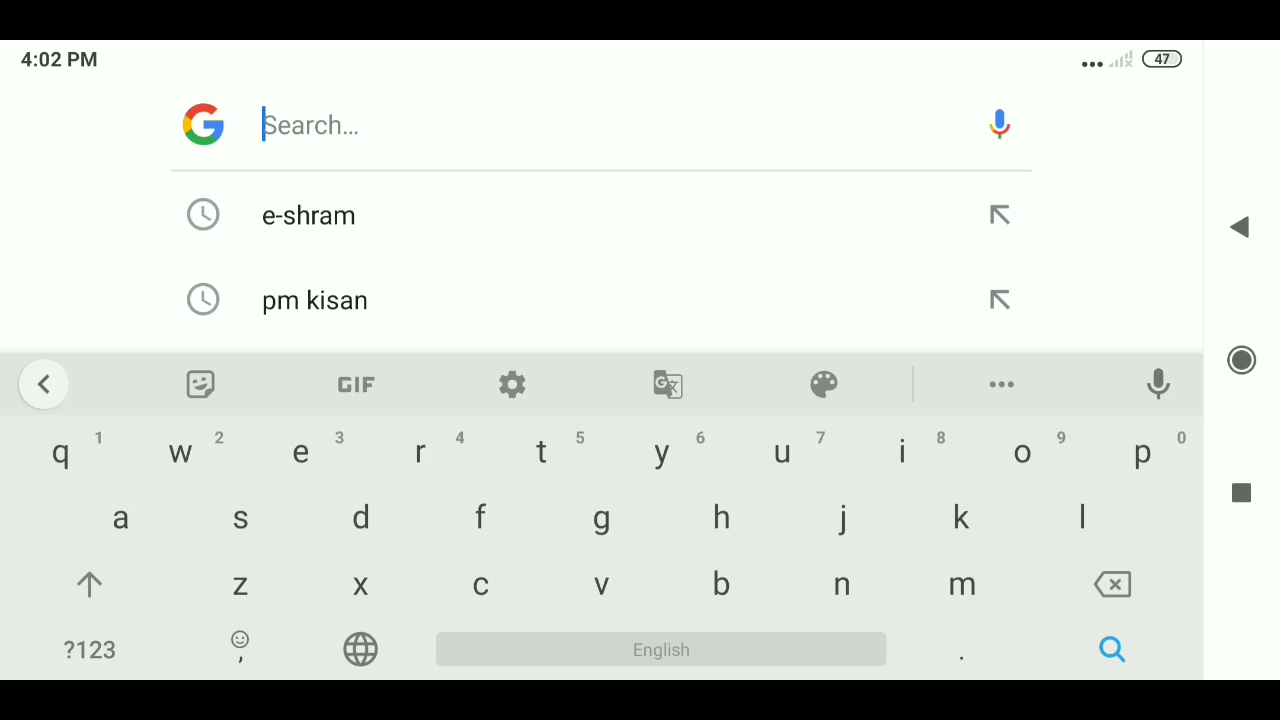 4:02 PM
47
Search...
e-shram
pm kisan
GIF
q 1 w 2 e 3 r 4 t 5 y 6 u 7 i 8 o 9 p 0
a s d f g h j k l
z x c v b n m
?123 , English .